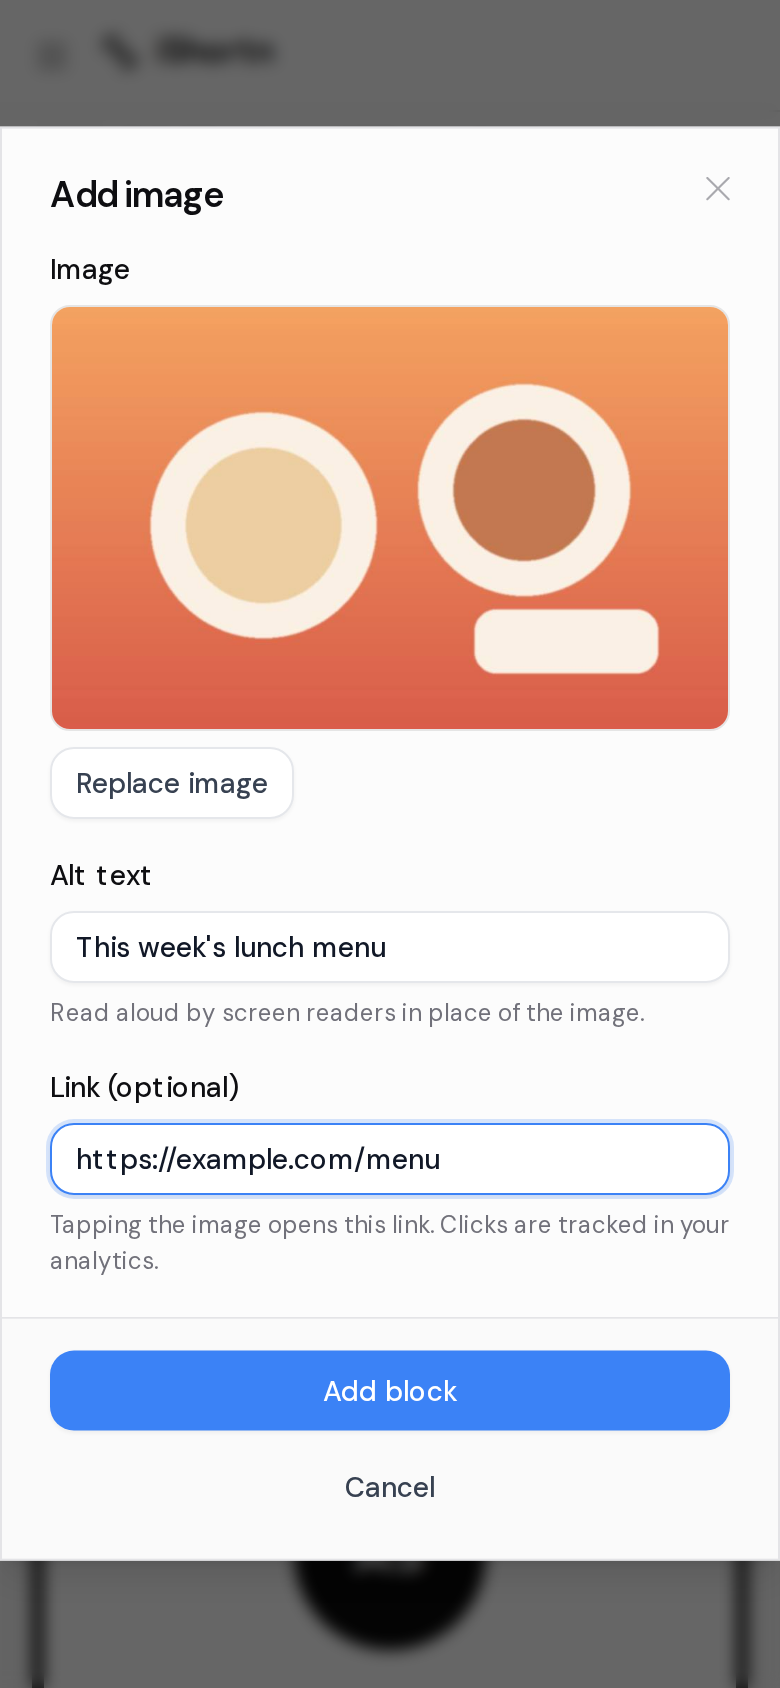 Add image
Image
Replace image
Alt text
This week's lunch menu
Read aloud by screen readers in place of the image.
Link (optional)
https://example.com/menu
Tapping the image opens this link. Clicks are tracked in your
analytics.
Add block
Cancel